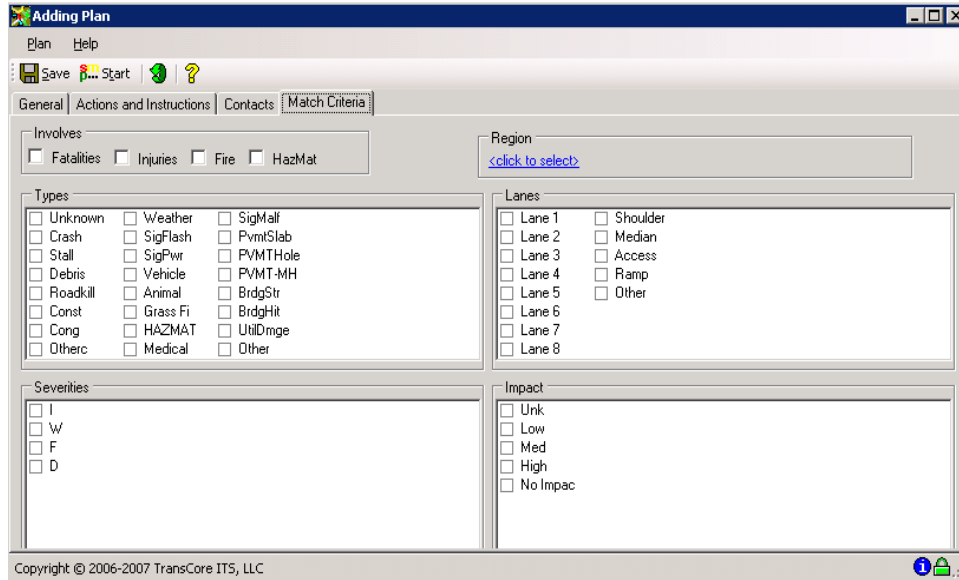 Adding Plan
Plan Help
Save Start
General Actions and Instructions Contacts Match Criteria
Involves
Fatalities Injuries Fire HazMat
Region
<click to select>
Types
Unknown Weather SigMalf
Crash SigFlash PvmtSlab
Stall SigPwr PVMTHole
Debris Vehicle PVMT-MH
Roadkill Animal BrdgStr
Const Grass Fi BrdgHit
Cong HAZMAT UtilDmge
Otherc Medical Other
Lanes
Lane 1 Shoulder
Lane 2 Median
Lane 3 Access
Lane 4 Ramp
Lane 5 Other
Lane 6
Lane 7
Lane 8
Severities
I
W
F
D
Impact
Unk
Low
Med
High
No Impac
Copyright © 2006-2007 TransCore ITS, LLC